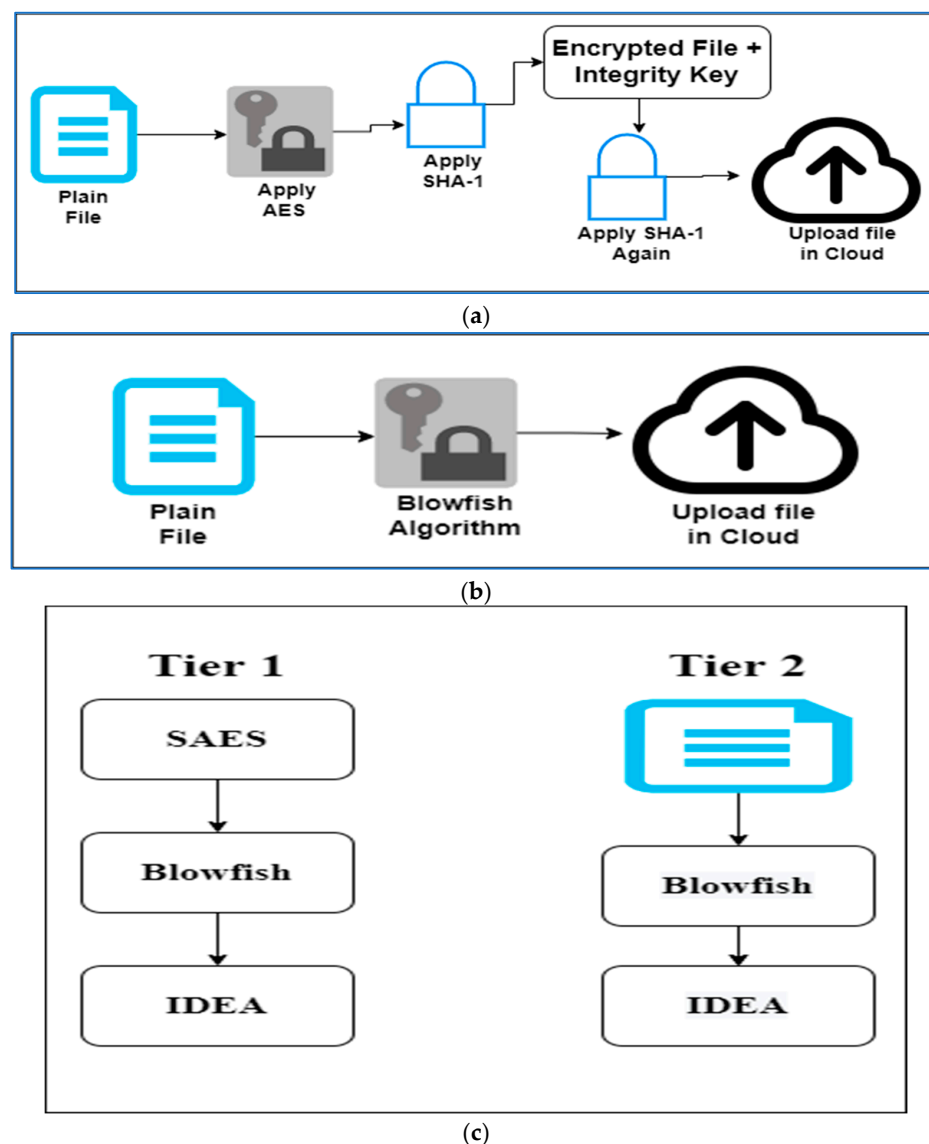 Encrypted File +
Integrity Key
Plain
File
Apply
AES
Apply
SHA-1
Apply SHA-1
Again
Upload file
in Cloud
(a)
Plain
File
Blowfish
Algorithm
Upload file
in Cloud
(b)
Tier 1
SAES
Blowfish
IDEA
Tier 2
Blowfish
IDEA
(c)